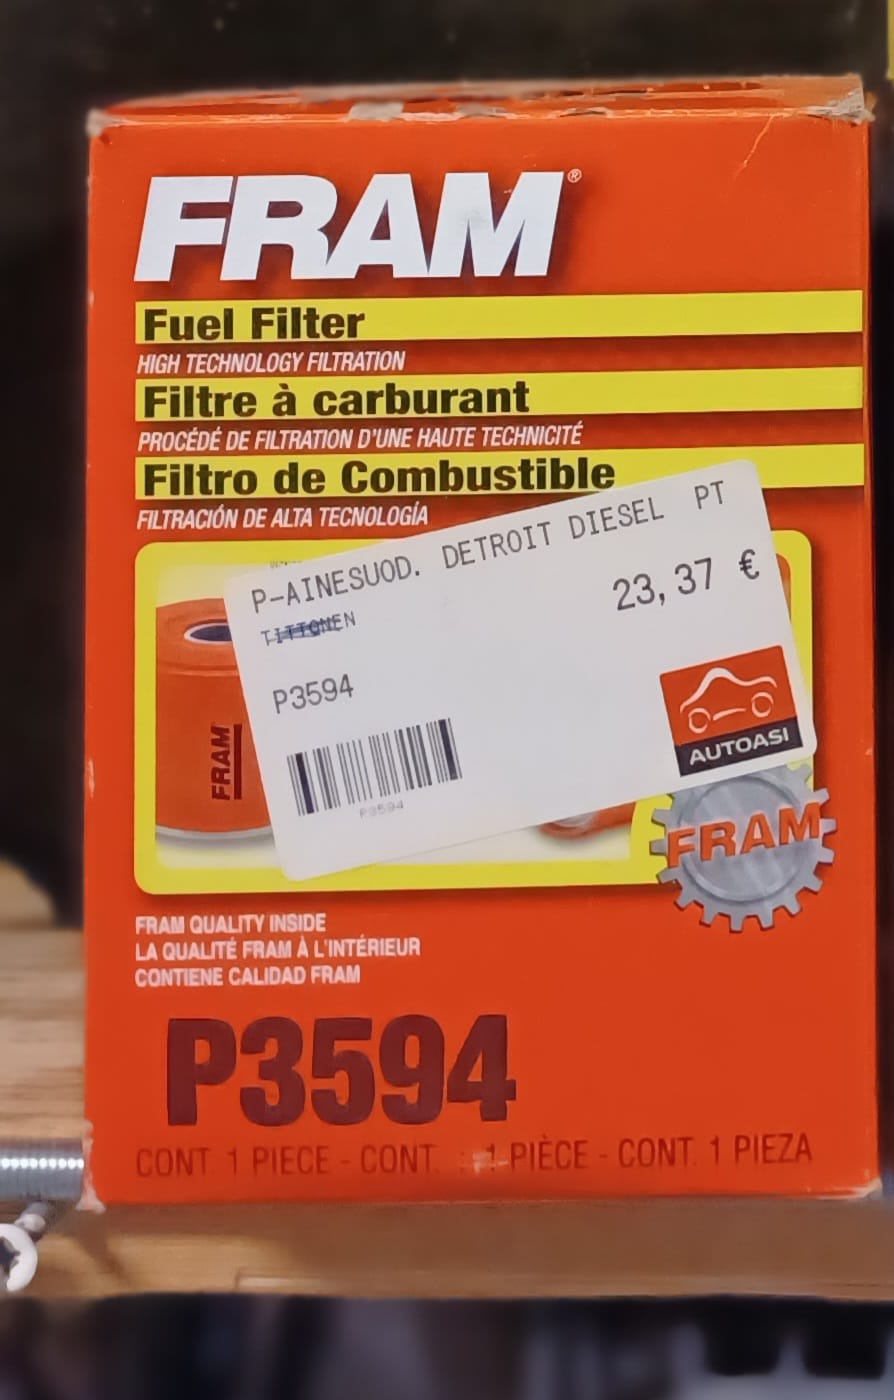 FRAM®
Fuel Filter
HIGH TECHNOLOGY FILTRATION
Filtre à carburant
PROCÉDÉ DE FILTRATION D'UNE HAUTE TECHNICITÉ
Filtro de Combustible
FILTRACIÓN DE ALTA TECNOLOGÍA
P-AINESUOD. DETROIT DIESEL PT
23,37 €
TITTONEN
P3594
P3594
AUTOASI
FRAM
FRAM
FRAM QUALITY INSIDE
LA QUALITÉ FRAM À L'INTÉRIEUR
CONTIENE CALIDAD FRAM
P3594
CONT. 1 PIECE - CONT. 1 PIÈCE - CONT. 1 PIEZA